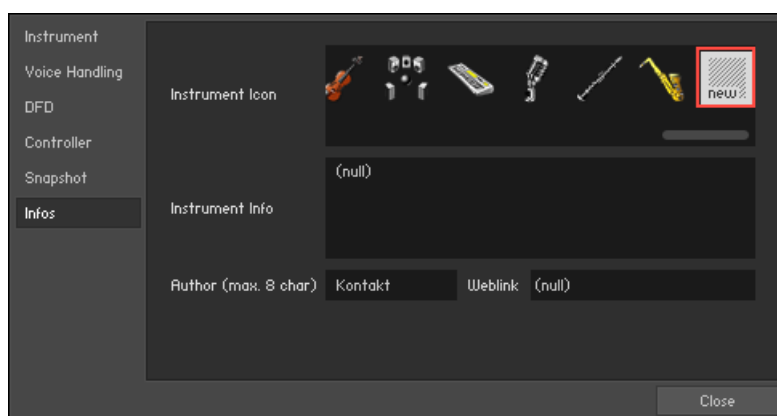 Instrument
Voice Handling
DFD
Controller
Snapshot
Infos
Instrument Icon
new
(null)
Instrument Info
Author (max. 8 char) Kontakt Weblink (null)
Close